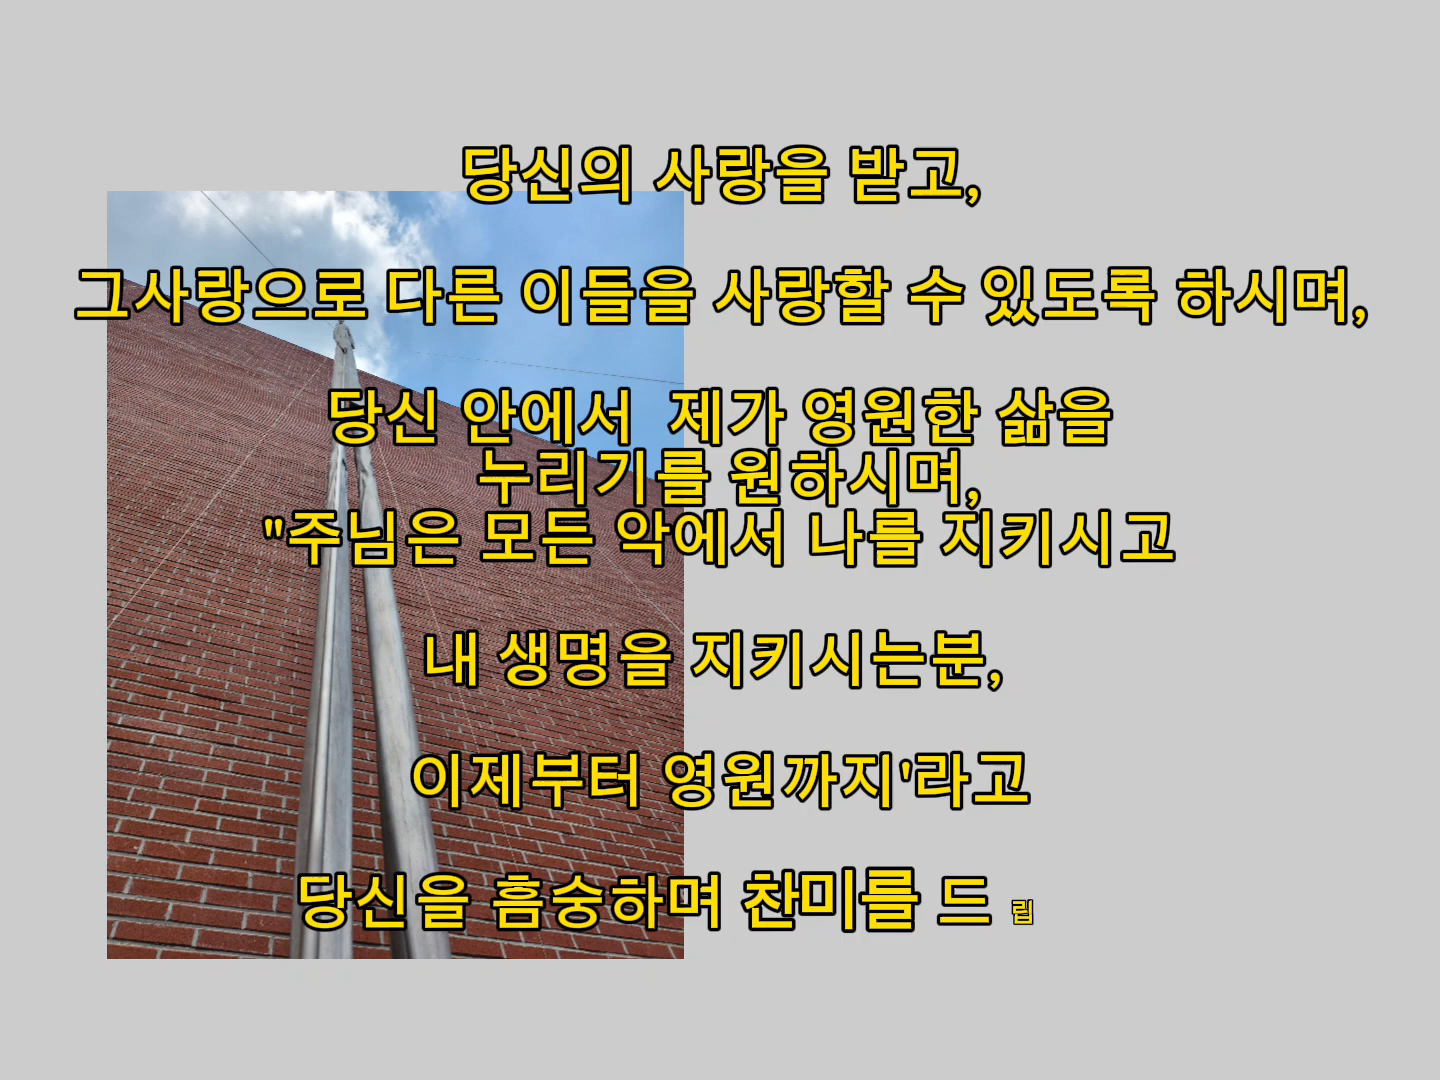 당신의 사랑을 받고,
그사랑으로 다른 이들을 사랑할 수 있도록 하시며,
당신 안에서 제가 영원한 삶을
누리기를 원하시며,
"주님은 모든 악에서 나를 지키시고
내 생명을 지키시는분,
이제부터 영원까지'라고
당신을 흠숭하며 찬미를 드 립